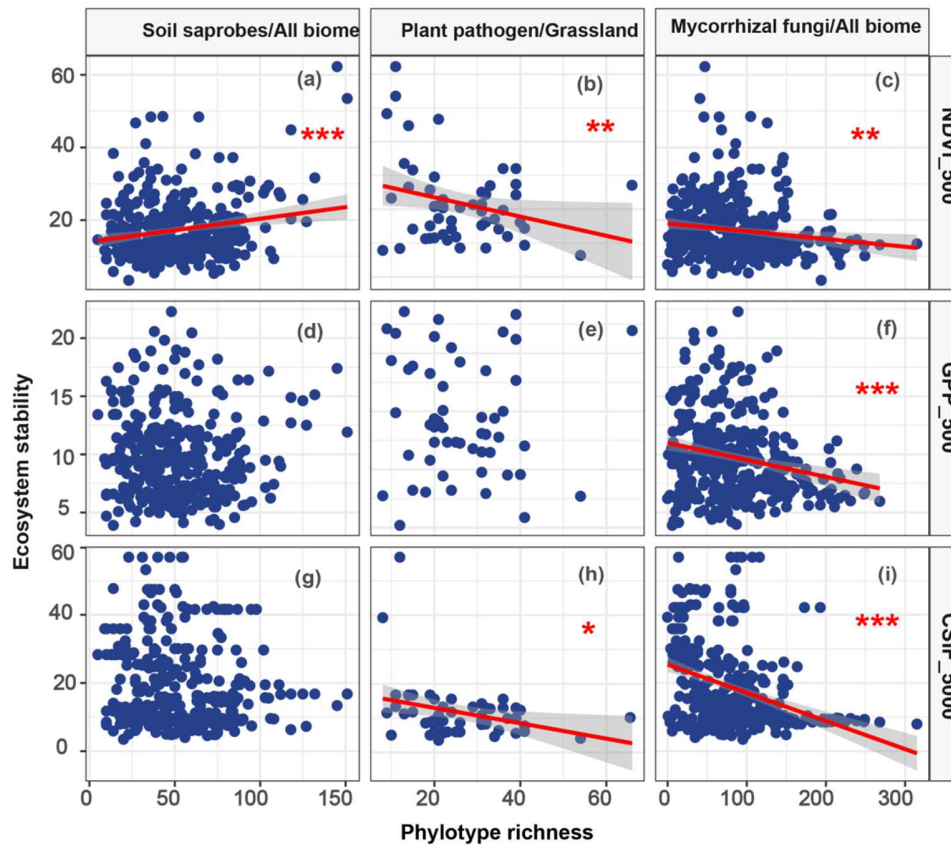 Soil saprobes/All biome
Plant pathogen/Grassland
Mycorrhizal fungi/All biome
(a)
(b)
(c)
***
**
**
NDVI_500
60
40
20
(d)
(e)
(f)
***
GPP_500
20
15
10
5
(g)
(h)
(i)
*
***
CSIF_5000
60
40
20
0
Ecosystem stability
0
50
100
150
20
40
60
0
100
200
300
Phylotype richness